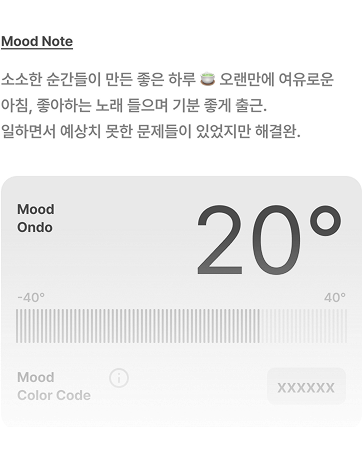 Mood Note
소소한 순간들이 만든 좋은 하루 🍵 오랜만에 여유로운
아침, 좋아하는 노래 들으며 기분 좋게 출근.
일하면서 예상치 못한 문제들이 있었지만 해결완.
Mood
Ondo
20°
-40°
40°
Mood
Color Code
XXXXXX